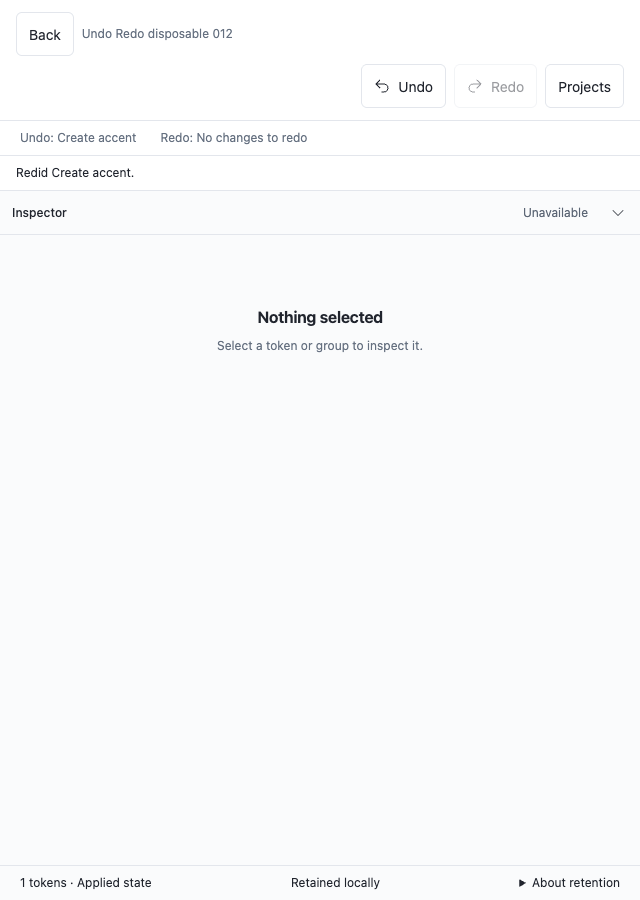 Back
Undo Redo disposable 012
Undo
Redo
Projects
Undo: Create accent
Redo: No changes to redo
Redid Create accent.
Inspector
Unavailable
Nothing selected
Select a token or group to inspect it.
1 tokens · Applied state
Retained locally
About retention